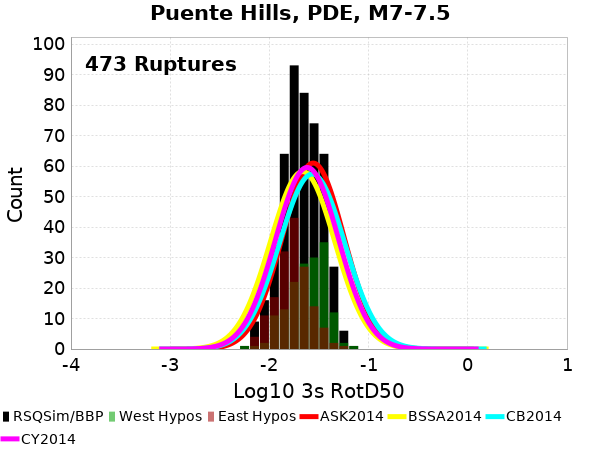 Puente Hills, PDE, M7-7.5
473 Ruptures
100
90
80
70
60
50
40
30
20
10
0
Count
-4 -3 -2 -1 0 1
Log10 3s RotD50
RSQSim/BBP West Hypos East Hypos ASK2014 BSSA2014 CB2014
CY2014